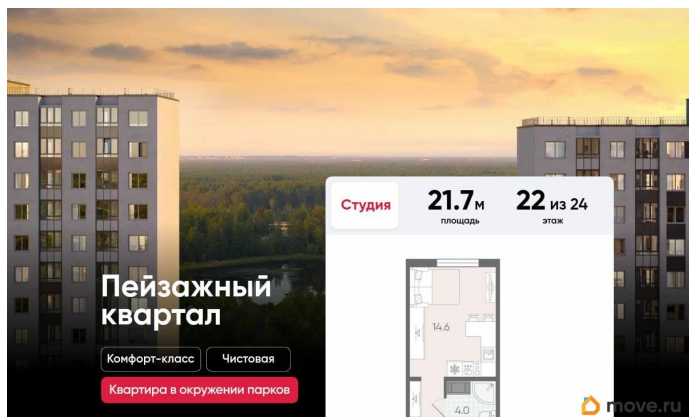 Студия
21.7м
площадь
22 из 24
этаж
Пейзажный
квартал
Комфорт-класс
Чистовая
Квартира в окружении парков
14.6
4.0
move.ru